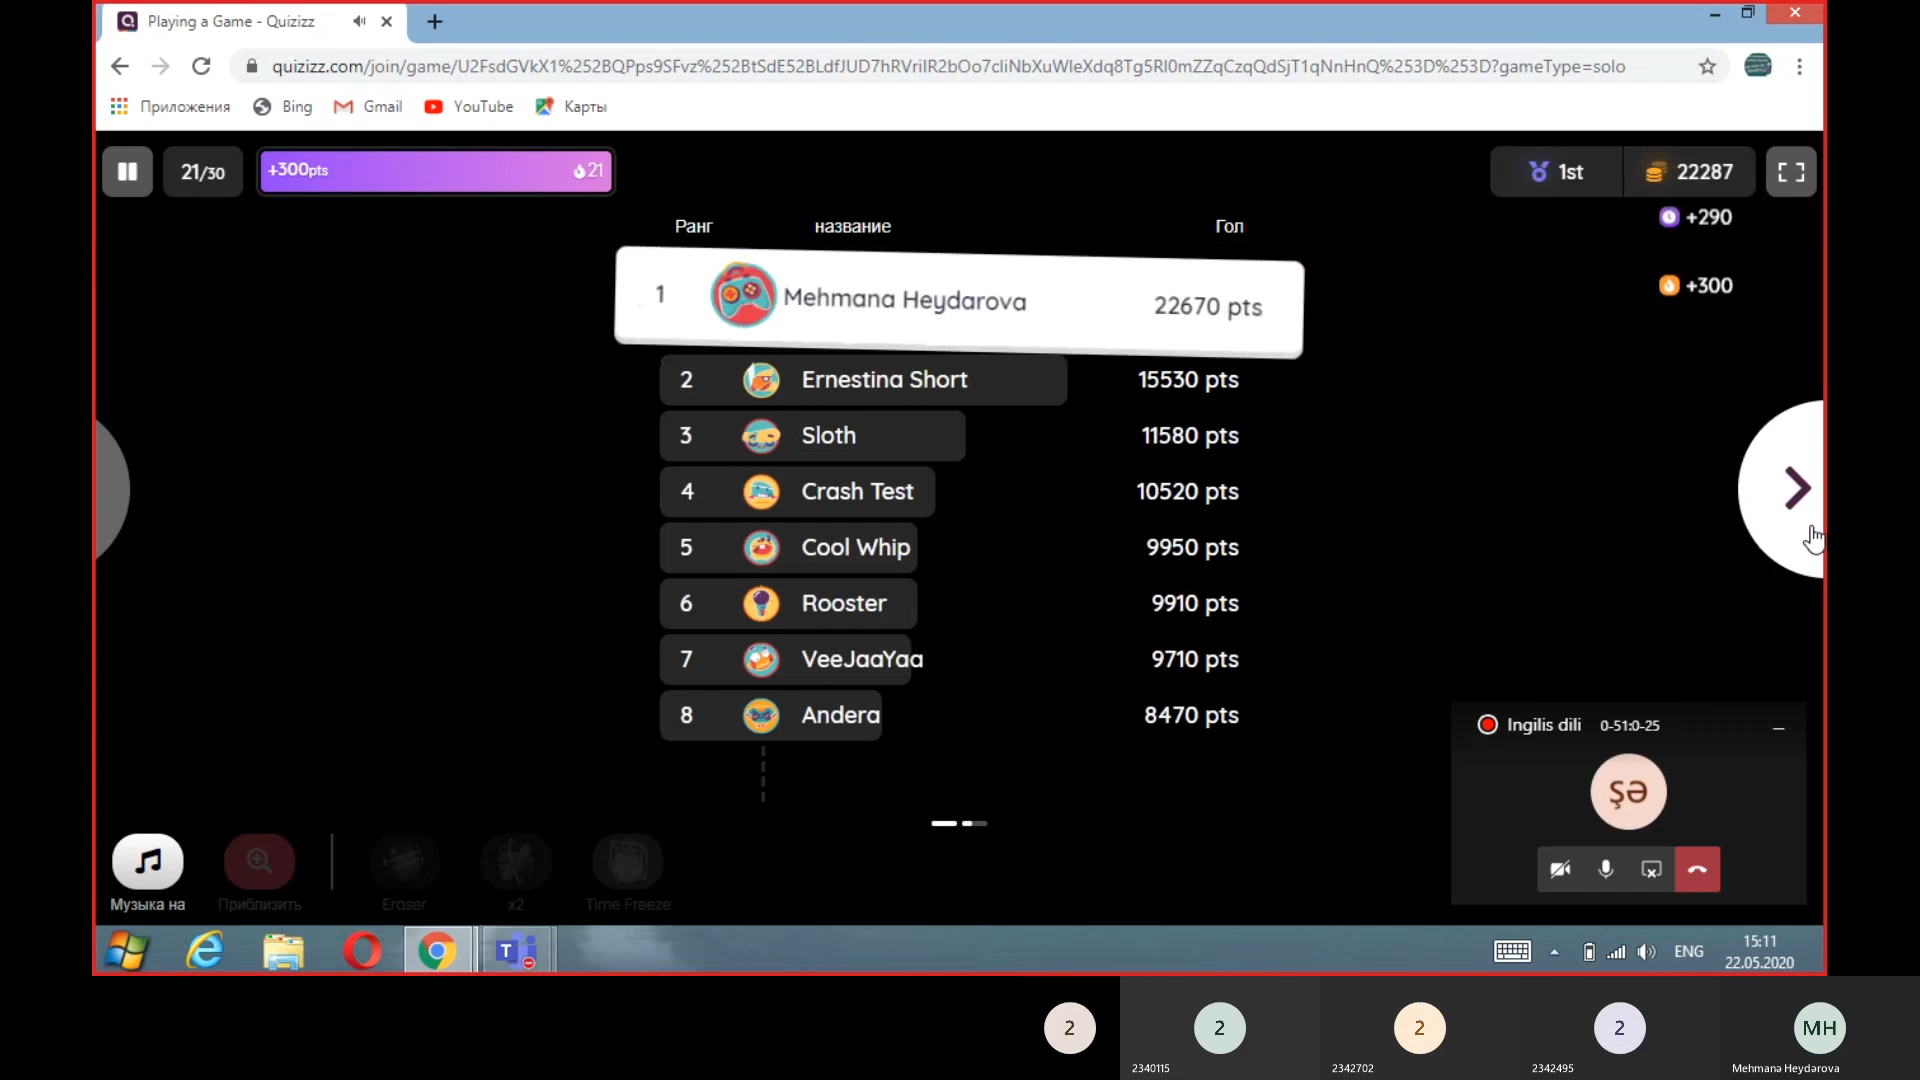 Playing a Game - Quizizz
quizizz.com/join/game/U2FsdGVkX1%252BQPps9SFvz%252BtSdE52BLdfJUD7hRVriIR2bOo7cliNbXuWleXdq8Tg5Rl0mZZqCzqQdSjT1qNnHnQ%253D%253D?gameType=solo
Приложения Bing Gmail YouTube Карты
21/30 +300pts 21 1st 22287
+290
+300
Ранг название Гол
1 Mehmana Heydarova 22670 pts
2 Ernestina Short 15530 pts
3 Sloth 11580 pts
4 Crash Test 10520 pts
5 Cool Whip 9950 pts
6 Rooster 9910 pts
7 VeeJaaYaa 9710 pts
8 Andera 8470 pts
Ingilis dili 0-51:0-25
ŞƏ
Музыка на Приблизить Eraser x2 Time Freeze
ENG 15:11
22.05.2020
2 2 2 2 MH
2340115 2342702 2342495 Mehmanə Heydərova